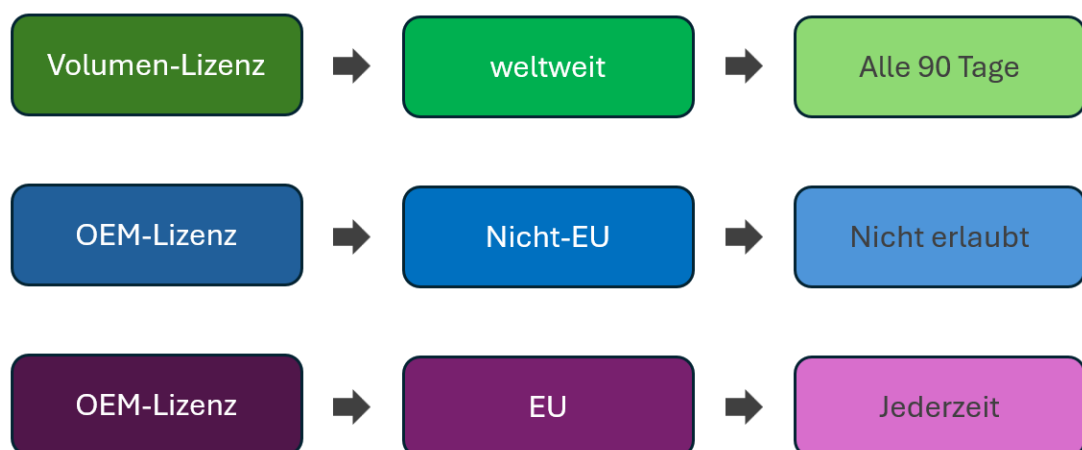 Volumen-Lizenz
weltweit
Alle 90 Tage
OEM-Lizenz
Nicht-EU
Nicht erlaubt
OEM-Lizenz
EU
Jederzeit